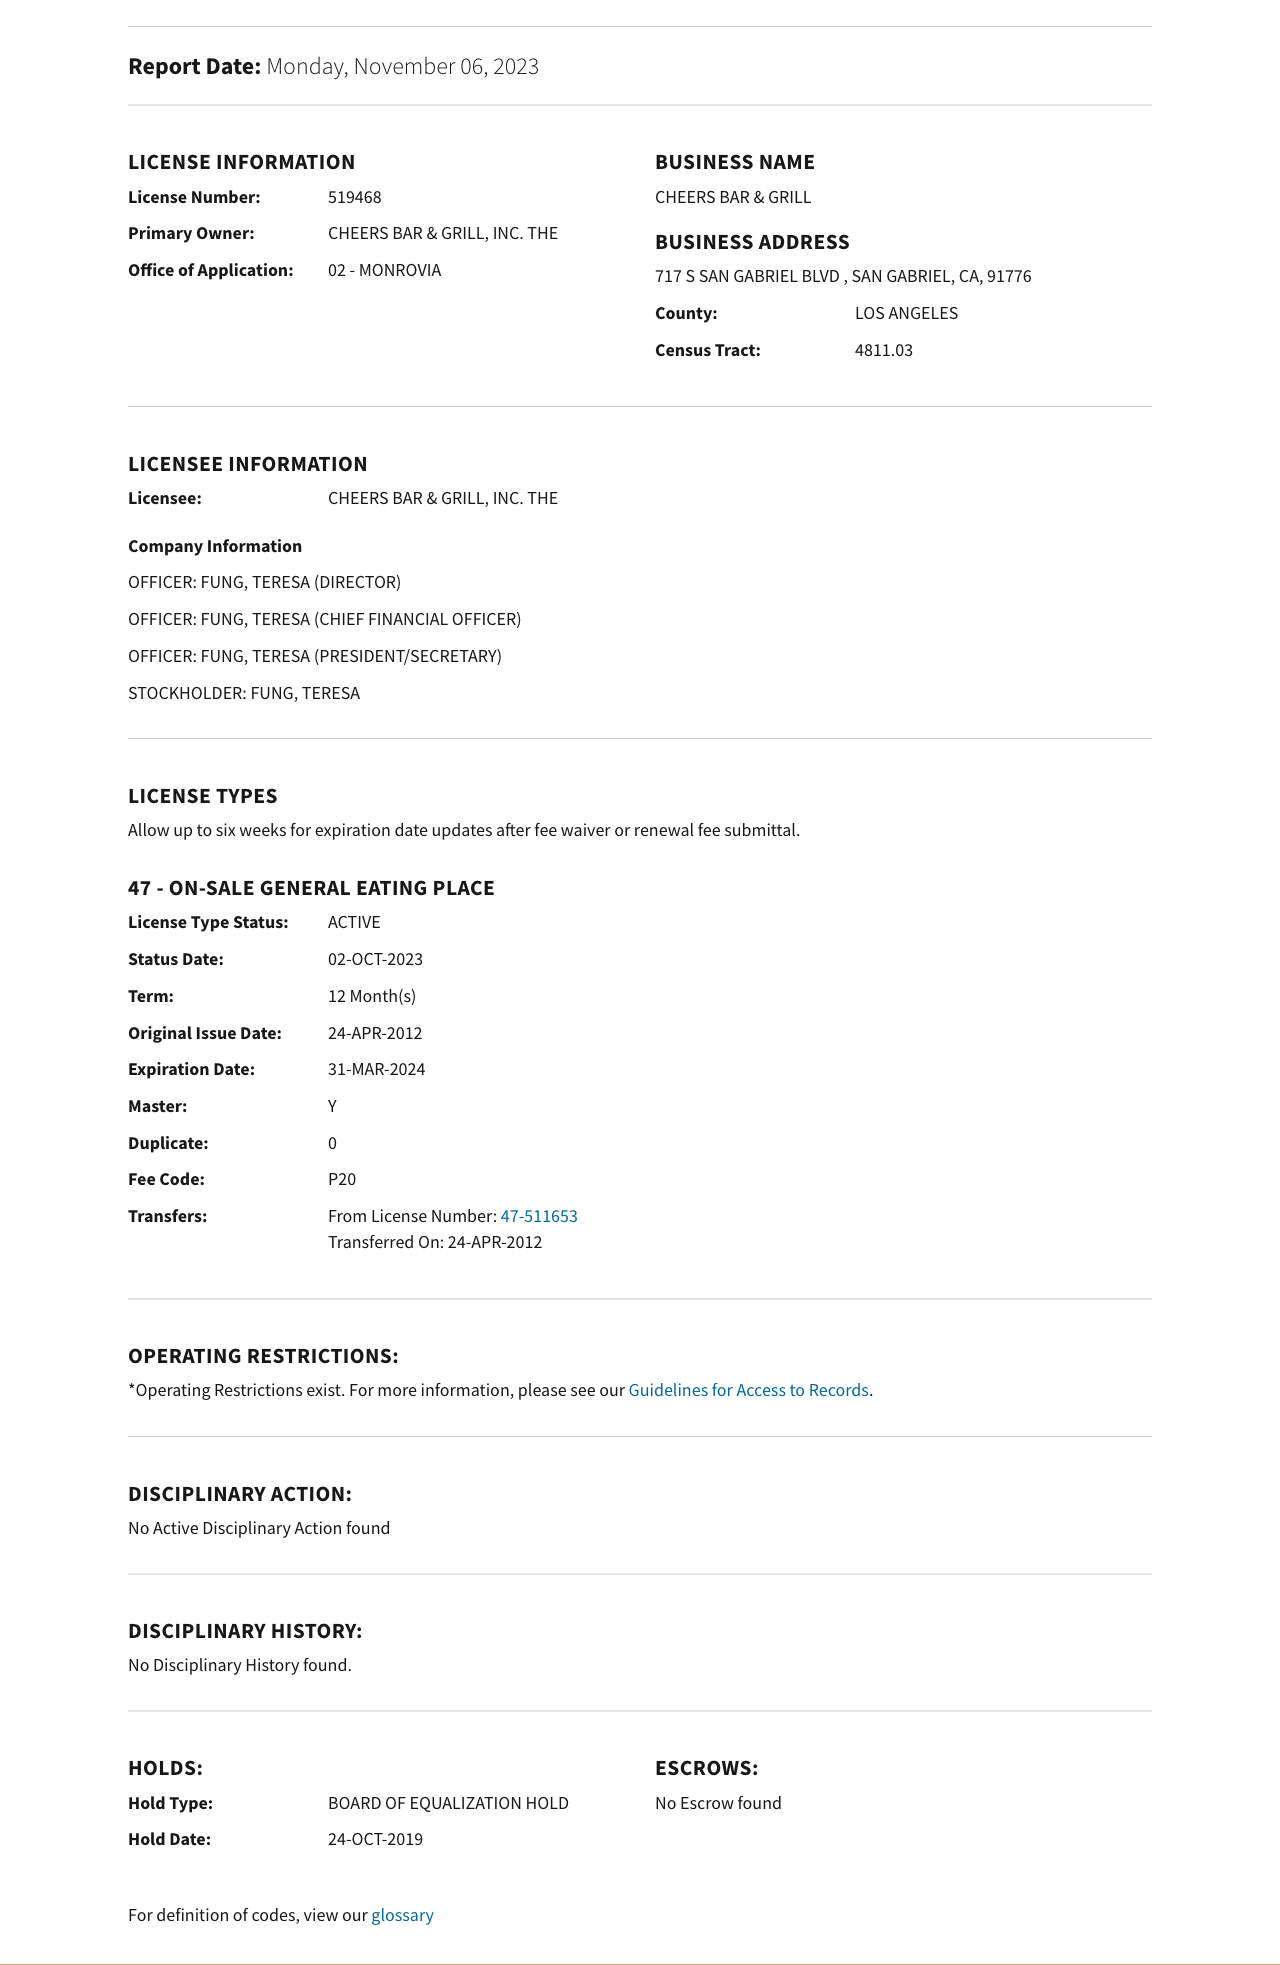 Report Date: Monday, November 06, 2023
LICENSE INFORMATION
License Number: 519468
Primary Owner: CHEERS BAR & GRILL, INC. THE
Office of Application: 02 - MONROVIA
BUSINESS NAME
CHEERS BAR & GRILL
BUSINESS ADDRESS
717 S SAN GABRIEL BLVD , SAN GABRIEL, CA, 91776
County: LOS ANGELES
Census Tract: 4811.03
LICENSEE INFORMATION
Licensee: CHEERS BAR & GRILL, INC. THE
Company Information
OFFICER: FUNG, TERESA (DIRECTOR)
OFFICER: FUNG, TERESA (CHIEF FINANCIAL OFFICER)
OFFICER: FUNG, TERESA (PRESIDENT/SECRETARY)
STOCKHOLDER: FUNG, TERESA
LICENSE TYPES
Allow up to six weeks for expiration date updates after fee waiver or renewal fee submittal.
47 - ON-SALE GENERAL EATING PLACE
License Type Status: ACTIVE
Status Date: 02-OCT-2023
Term: 12 Month(s)
Original Issue Date: 24-APR-2012
Expiration Date: 31-MAR-2024
Master: Y
Duplicate: 0
Fee Code: P20
Transfers: From License Number: 47-511653
Transferred On: 24-APR-2012
OPERATING RESTRICTIONS:
*Operating Restrictions exist. For more information, please see our Guidelines for Access to Records.
DISCIPLINARY ACTION:
No Active Disciplinary Action found
DISCIPLINARY HISTORY:
No Disciplinary History found.
HOLDS:
Hold Type: BOARD OF EQUALIZATION HOLD
Hold Date: 24-OCT-2019
ESCROWS:
No Escrow found
For definition of codes, view our glossary